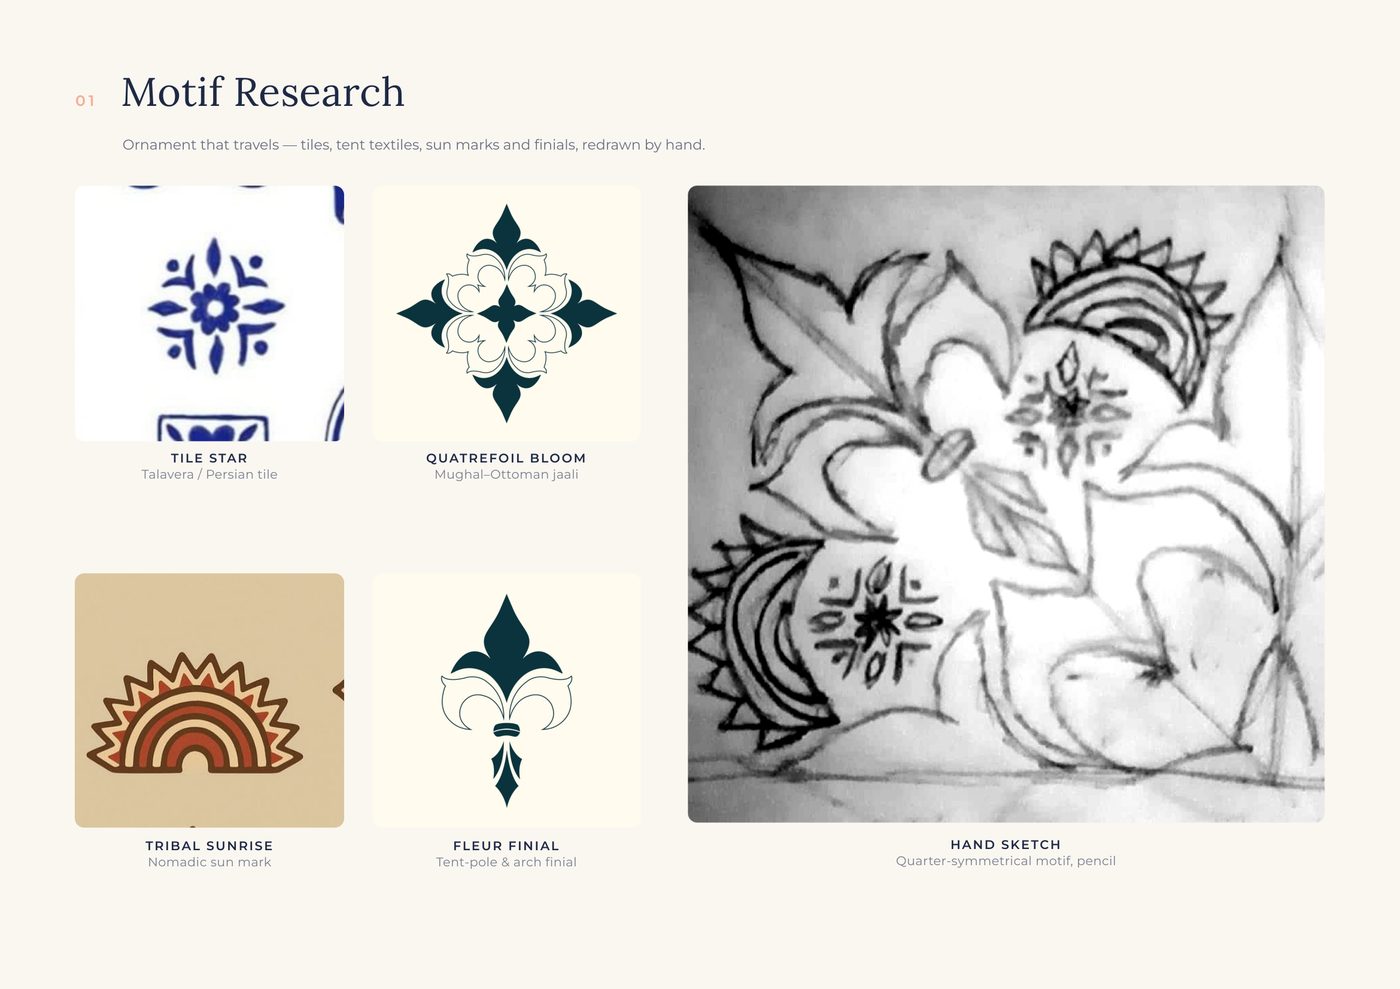 01
Motif Research
Ornament that travels — tiles, tent textiles, sun marks and finials, redrawn by hand.
TILE STAR
Talavera / Persian tile
QUATREFOIL BLOOM
Mughal–Ottoman jaali
TRIBAL SUNRISE
Nomadic sun mark
FLEUR FINIAL
Tent-pole & arch finial
HAND SKETCH
Quarter-symmetrical motif, pencil